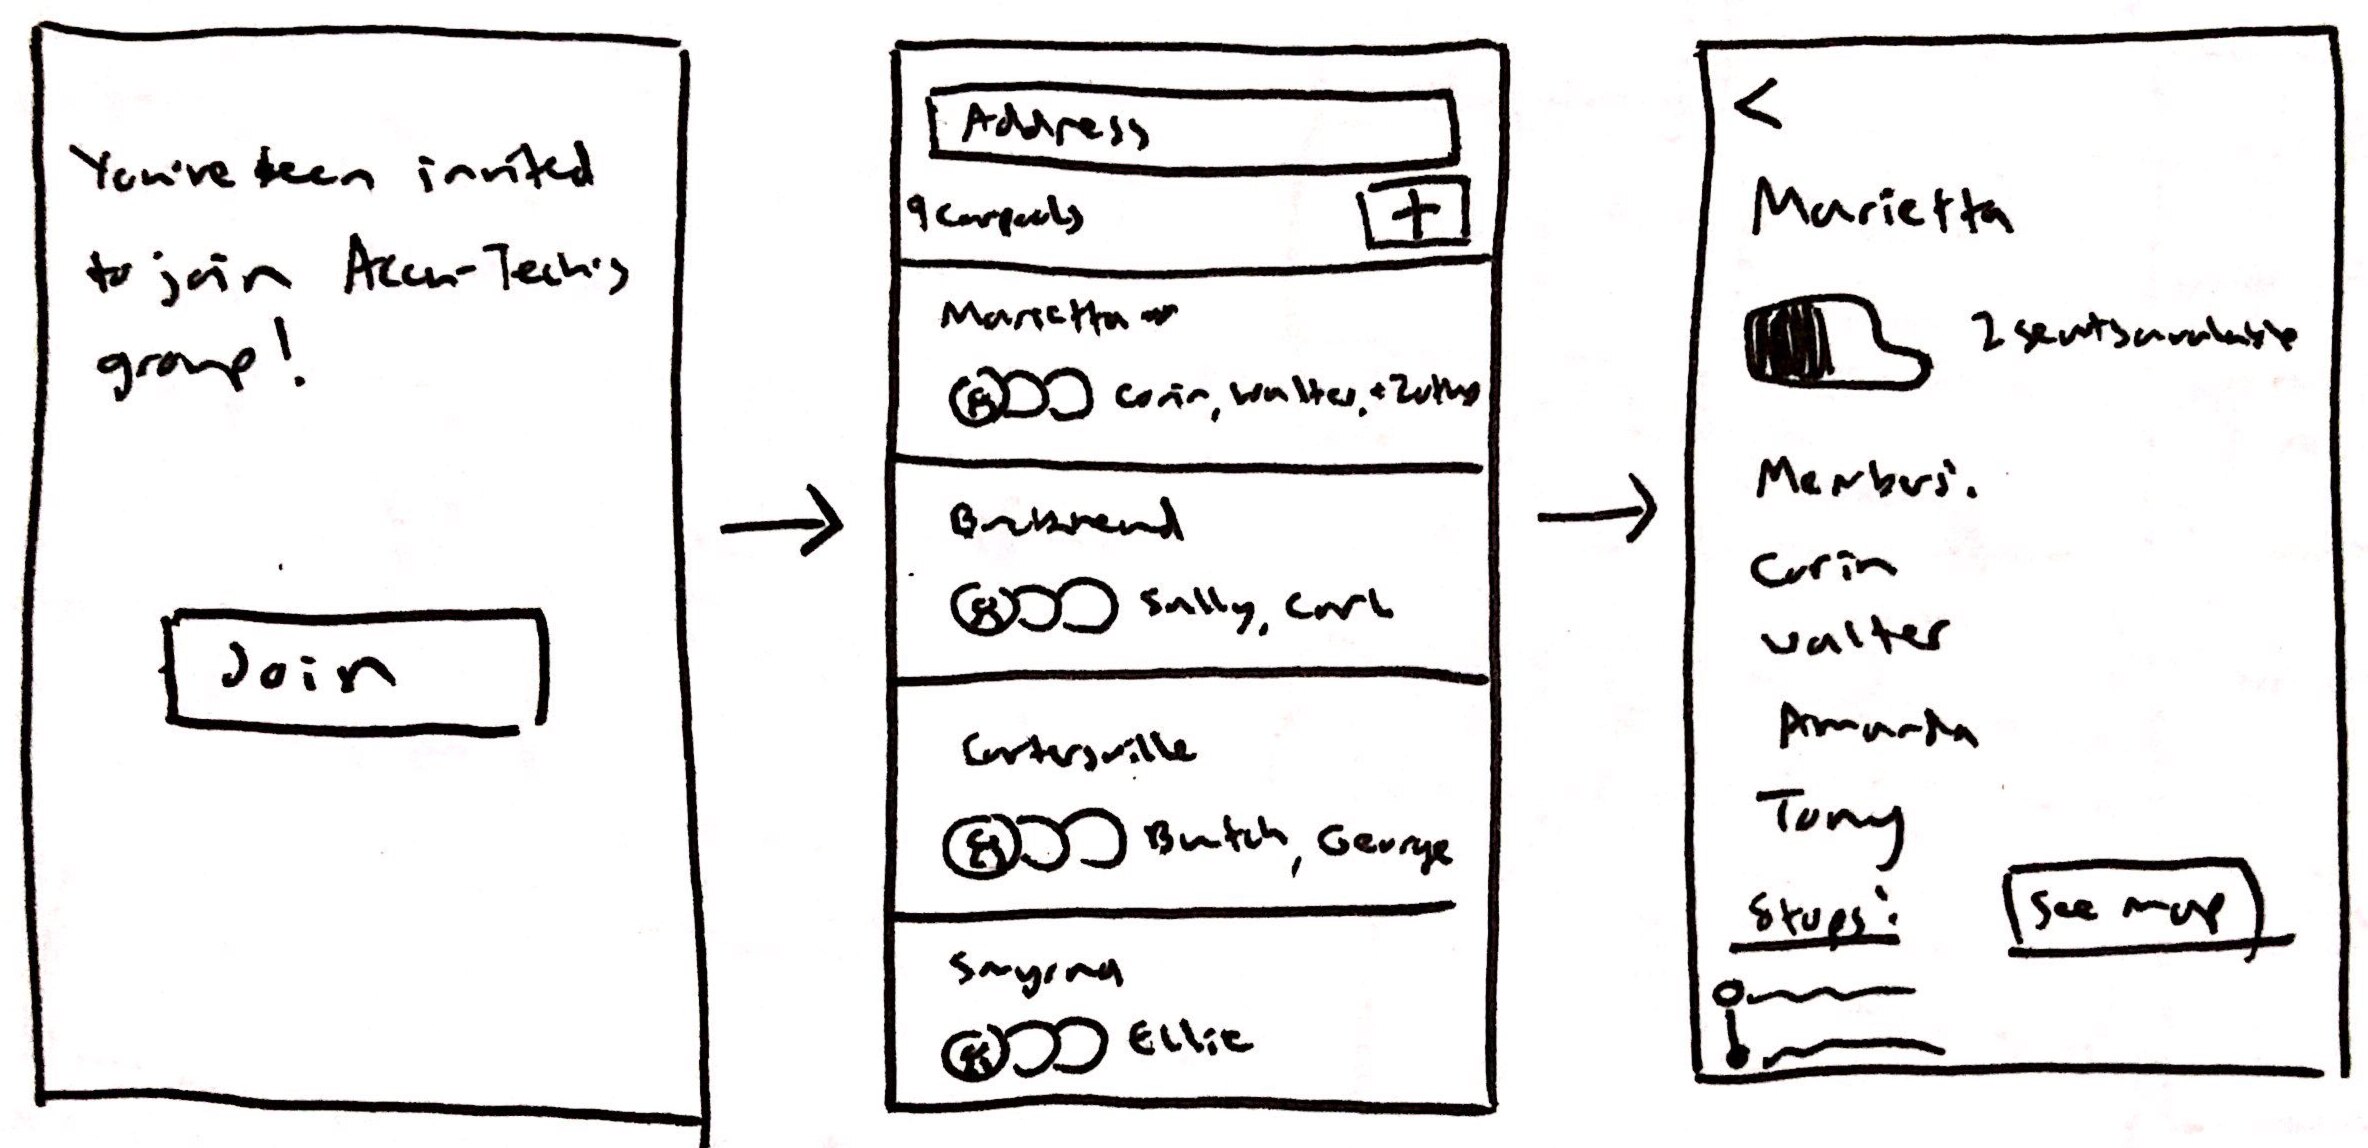 You've been invited
to join Accu-Tech's
group!
Join
Address
9 carpools
+
Marietta
Corin, Walter, + 2 others
Buckhead
Sally, Carl
Cartersville
Butch, George
Smyrna
Ellie
<
Marietta
2 seats available
Members:
Corin
Walter
Amanda
Tony
Stops:
See map